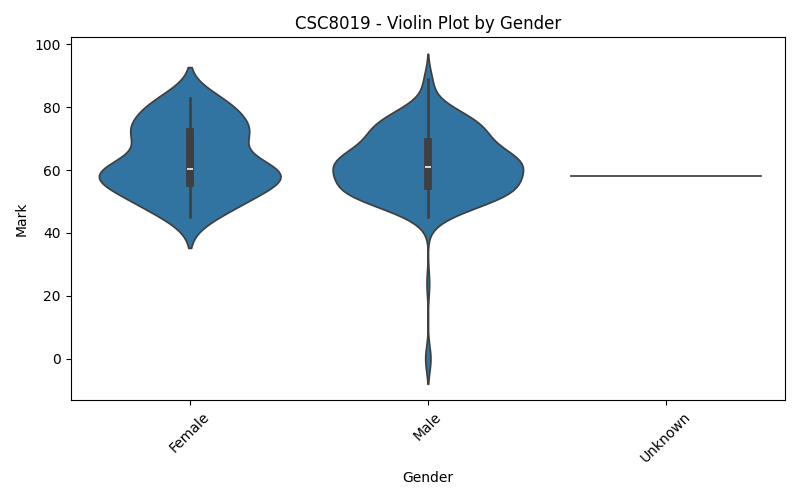 CSC8019 - Violin Plot by Gender
100
80
60
40
20
0
Mark
Female
Male
Unknown
Gender